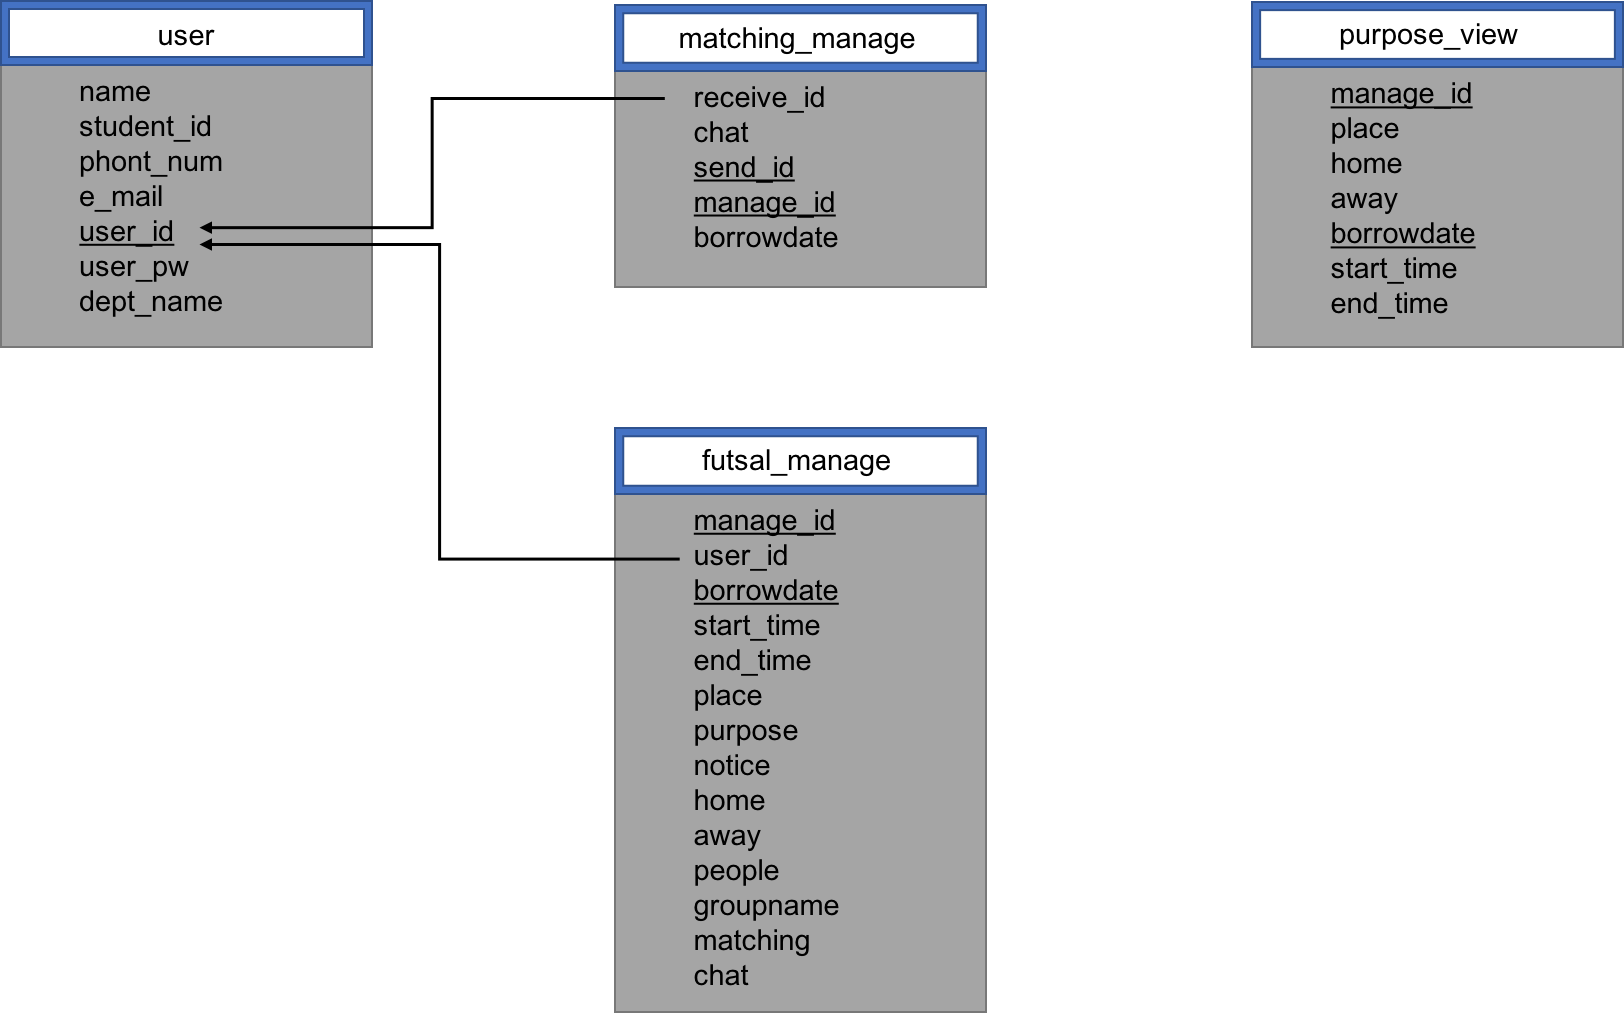 user
name
student_id
phont_num
e_mail
user_id
user_pw
dept_name
matching_manage
receive_id
chat
send_id
manage_id
borrowdate
purpose_view
manage_id
place
home
away
borrowdate
start_time
end_time
futsal_manage
manage_id
user_id
borrowdate
start_time
end_time
place
purpose
notice
home
away
people
groupname
matching
chat